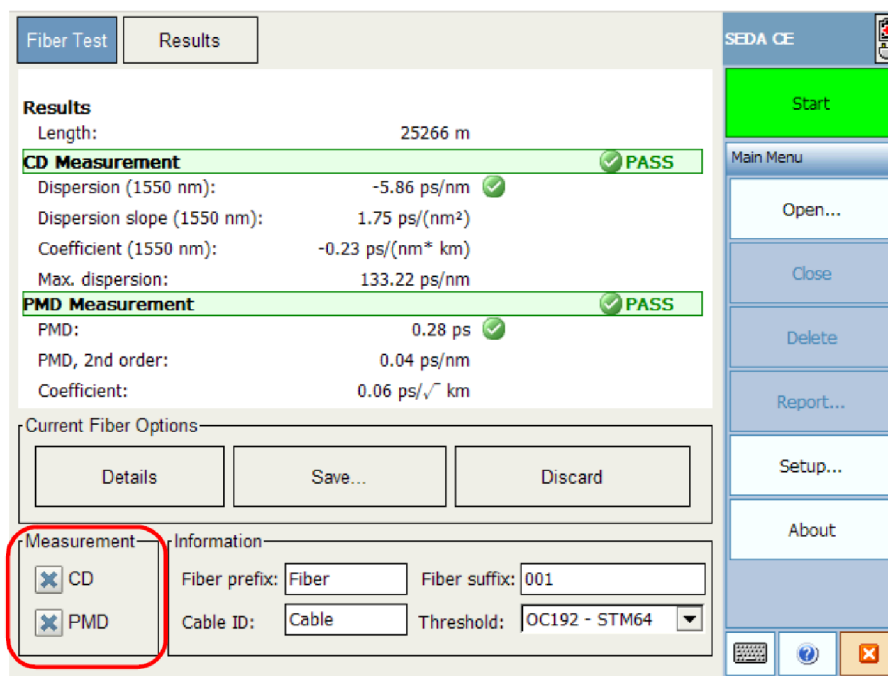 Fiber Test Results
Results
Length: 25266 m
CD Measurement PASS
Dispersion (1550 nm): -5.86 ps/nm
Dispersion slope (1550 nm): 1.75 ps/(nm²)
Coefficient (1550 nm): -0.23 ps/(nm* km)
Max. dispersion: 133.22 ps/nm
PMD Measurement PASS
PMD: 0.28 ps
PMD, 2nd order: 0.04 ps/nm
Coefficient: 0.06 ps/√ km
Current Fiber Options
Details Save... Discard
Measurement
CD
PMD
Information
Fiber prefix: Fiber Fiber suffix: 001
Cable ID: Cable Threshold: OC192 - STM64
SEDA CE
Start
Main Menu
Open...
Close
Delete
Report...
Setup...
About